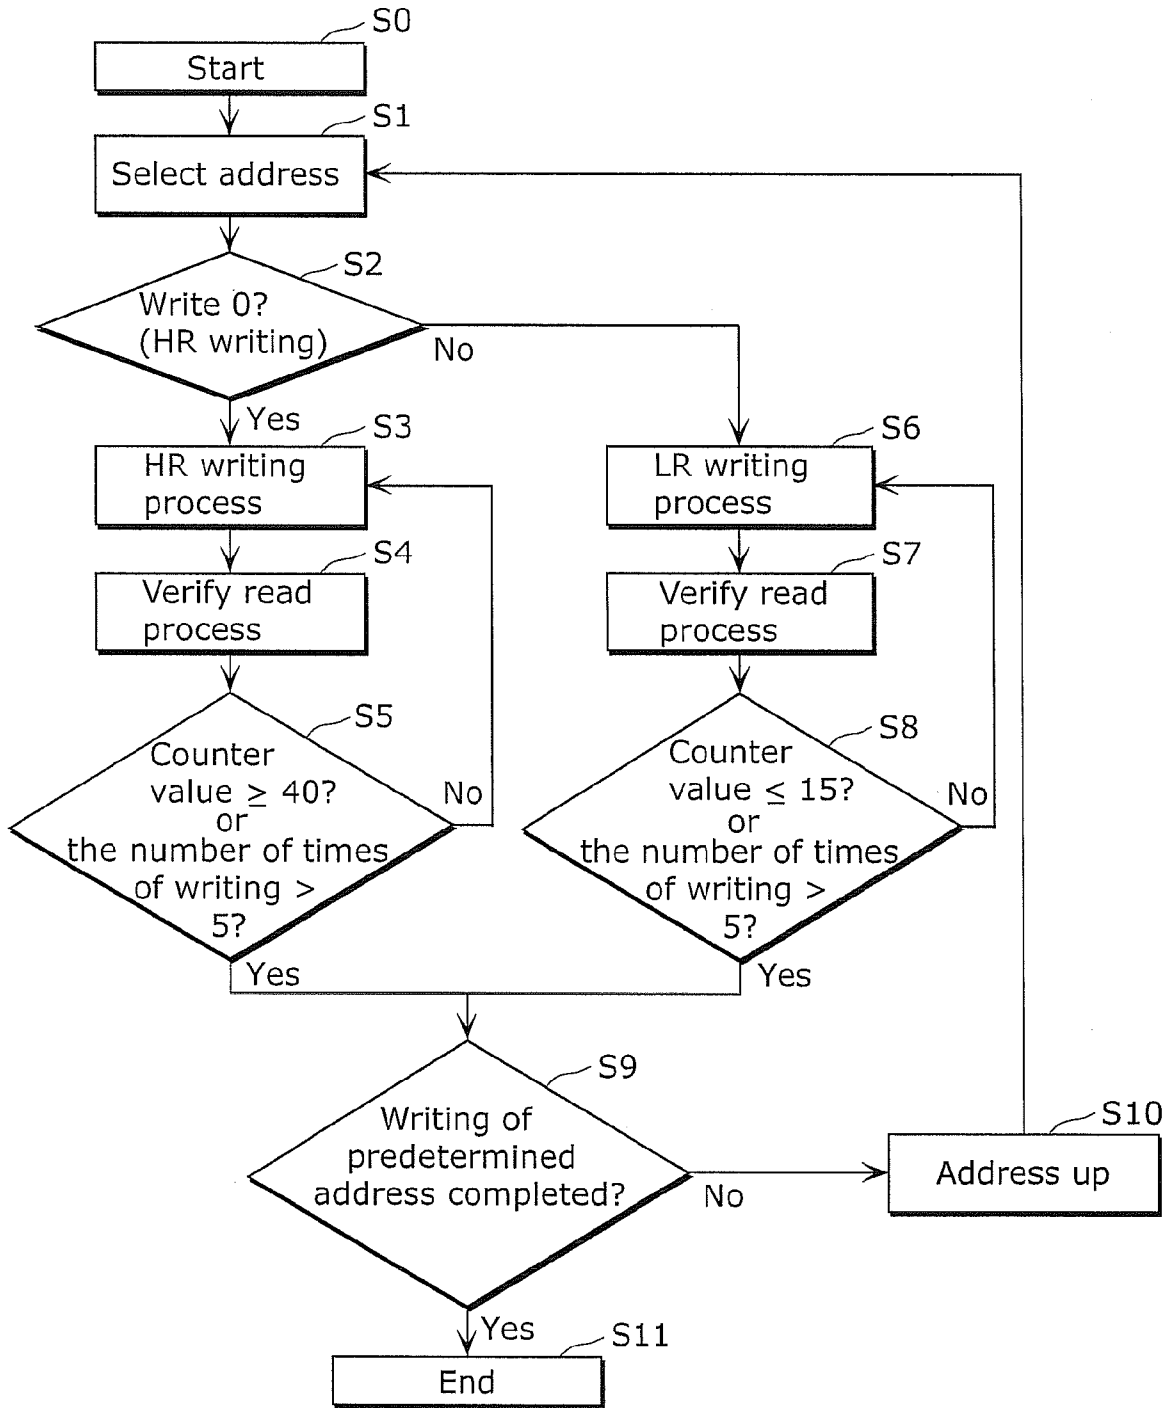 S0
Start
S1
Select address
S2
Write 0?
(HR writing)
No
Yes
S3
HR writing
process
S4
Verify read
process
S5
Counter
value ≥ 40?
or
the number of times
of writing >
5?
No
Yes
S6
LR writing
process
S7
Verify read
process
S8
Counter
value ≤ 15?
or
the number of times
of writing >
5?
No
Yes
S9
Writing of
predetermined
address completed?
No
S10
Address up
Yes
S11
End